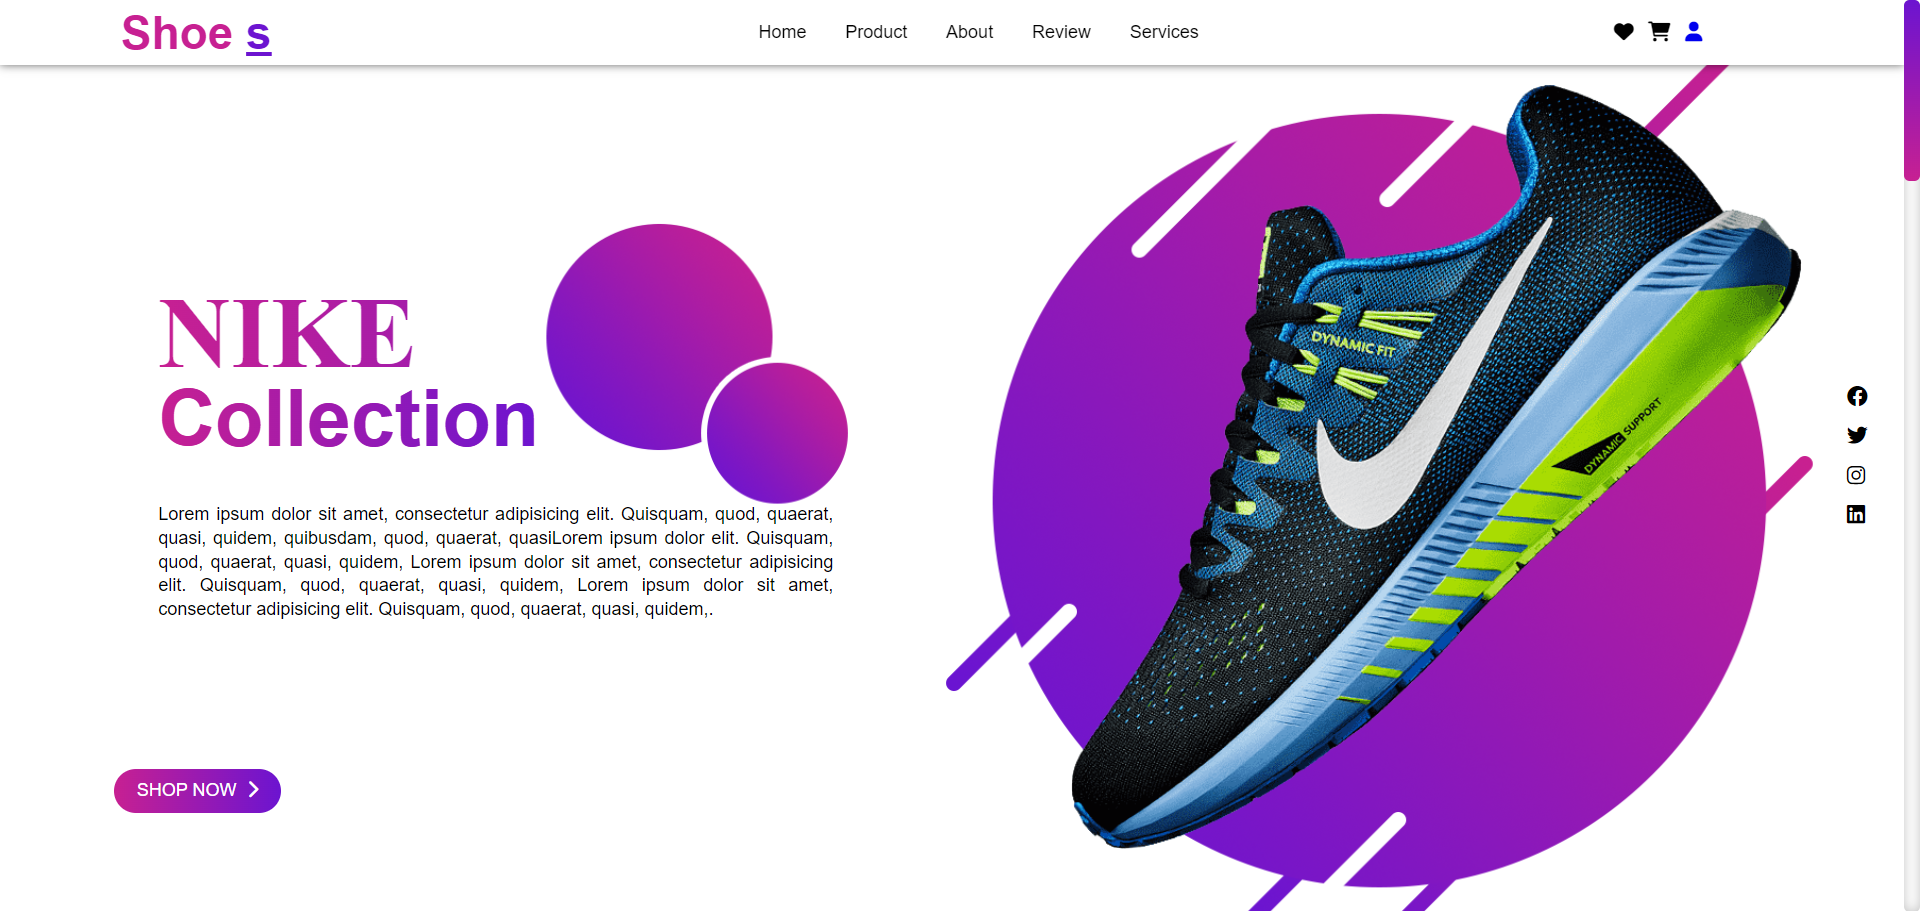 Shoe s
Home Product About Review Services
NIKE
Collection
Lorem ipsum dolor sit amet, consectetur adipisicing elit. Quisquam, quod, quaerat,
quasi, quidem, quibusdam, quod, quaerat, quasiLorem ipsum dolor elit. Quisquam,
quod, quaerat, quasi, quidem, Lorem ipsum dolor sit amet, consectetur adipisicing
elit. Quisquam, quod, quaerat, quasi, quidem, Lorem ipsum dolor sit amet,
consectetur adipisicing elit. Quisquam, quod, quaerat, quasi, quidem,.
SHOP NOW
DYNAMIC FIT
DYNAMIC SUPPORT